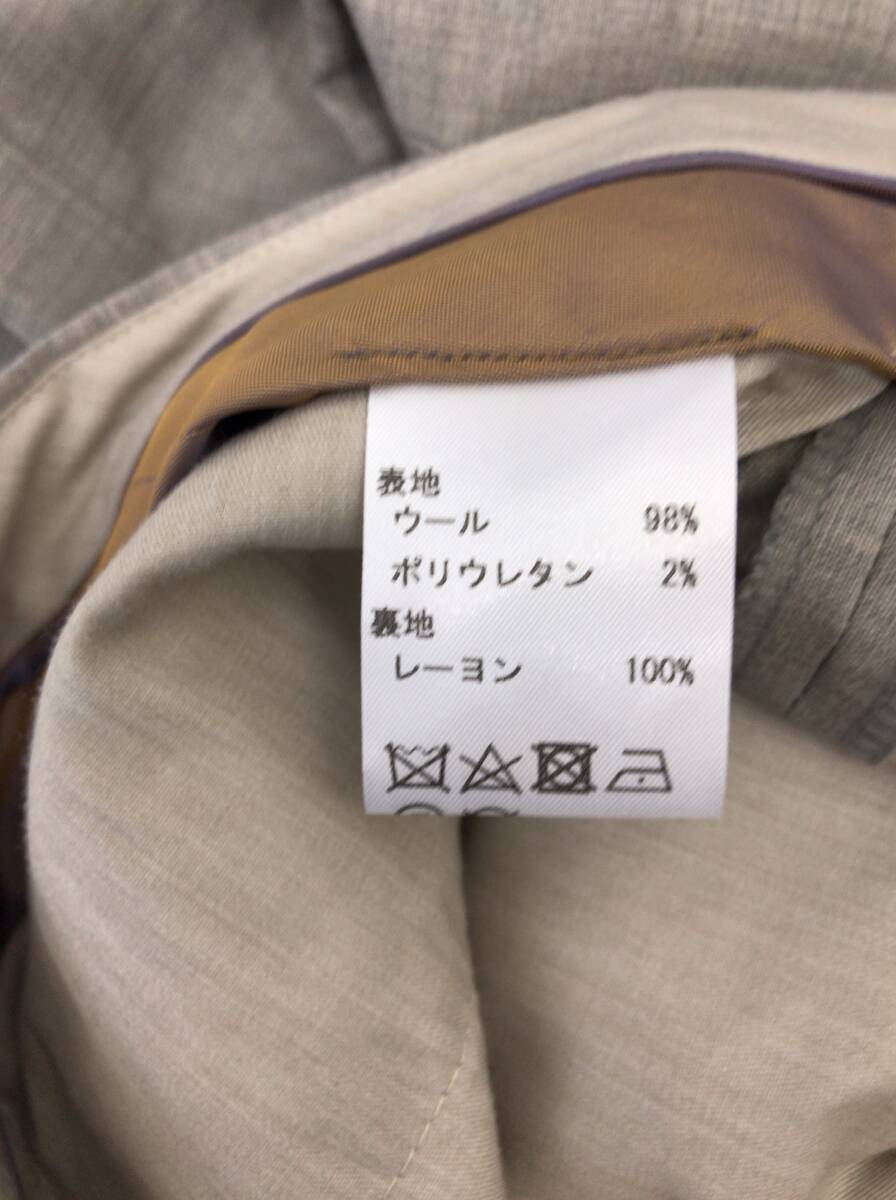 表地
ウール 98%
ポリウレタン 2%
裏地
レーヨン 100%